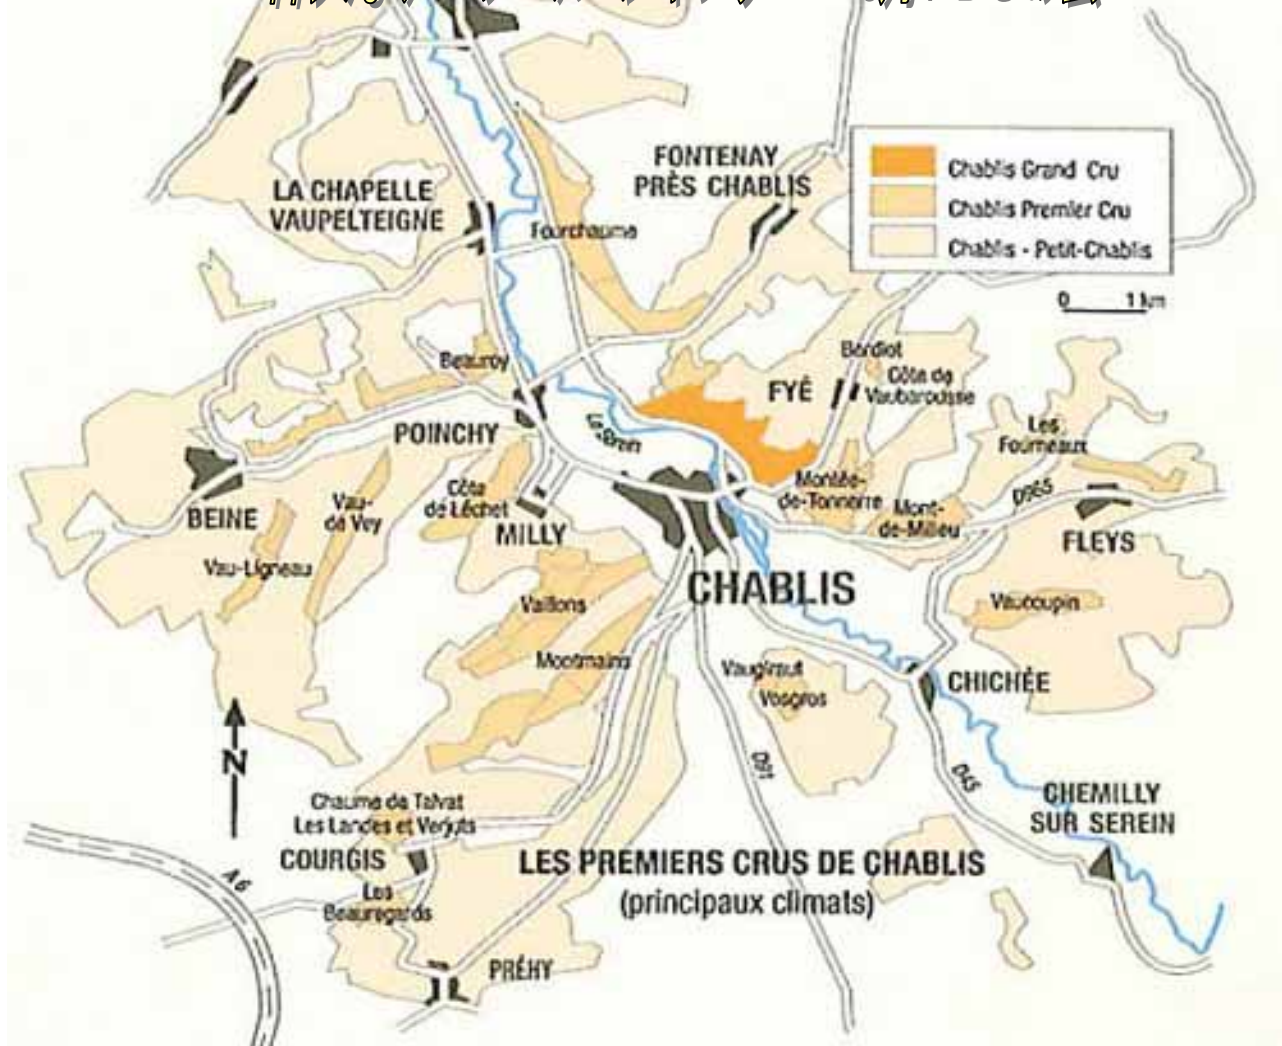 FONTENAY
PRÈS CHABLIS
Chablis Grand Cru
Chablis Premier Cru
Chablis - Petit-Chablis
LA CHAPELLE
VAUPELTEIGNE
Fourchaume
0 1 km
Beauroy
Berdiot
FYÉ
Côte de
Vaubarousse
POINCHY
Le Serein
Les
Fourneaux
BEINE
Vau-
de Vey
Côte
de Léchet
MILLY
Montée-
de-Tonnerre
Mont-
de-Milieu
D965
FLEYS
Vau-Ligneau
CHABLIS
Vaillons
Vaucoupin
Montmains
Vaugiraut
Vosgros
CHICHÉE
N
D91
D45
Chaume de Talvat
Les Landes et Verjuts
CHEMILLY
SUR SEREIN
COURGIS
A6
LES PREMIERS CRUS DE CHABLIS
(principaux climats)
Les
Beauregards
PRÉHY